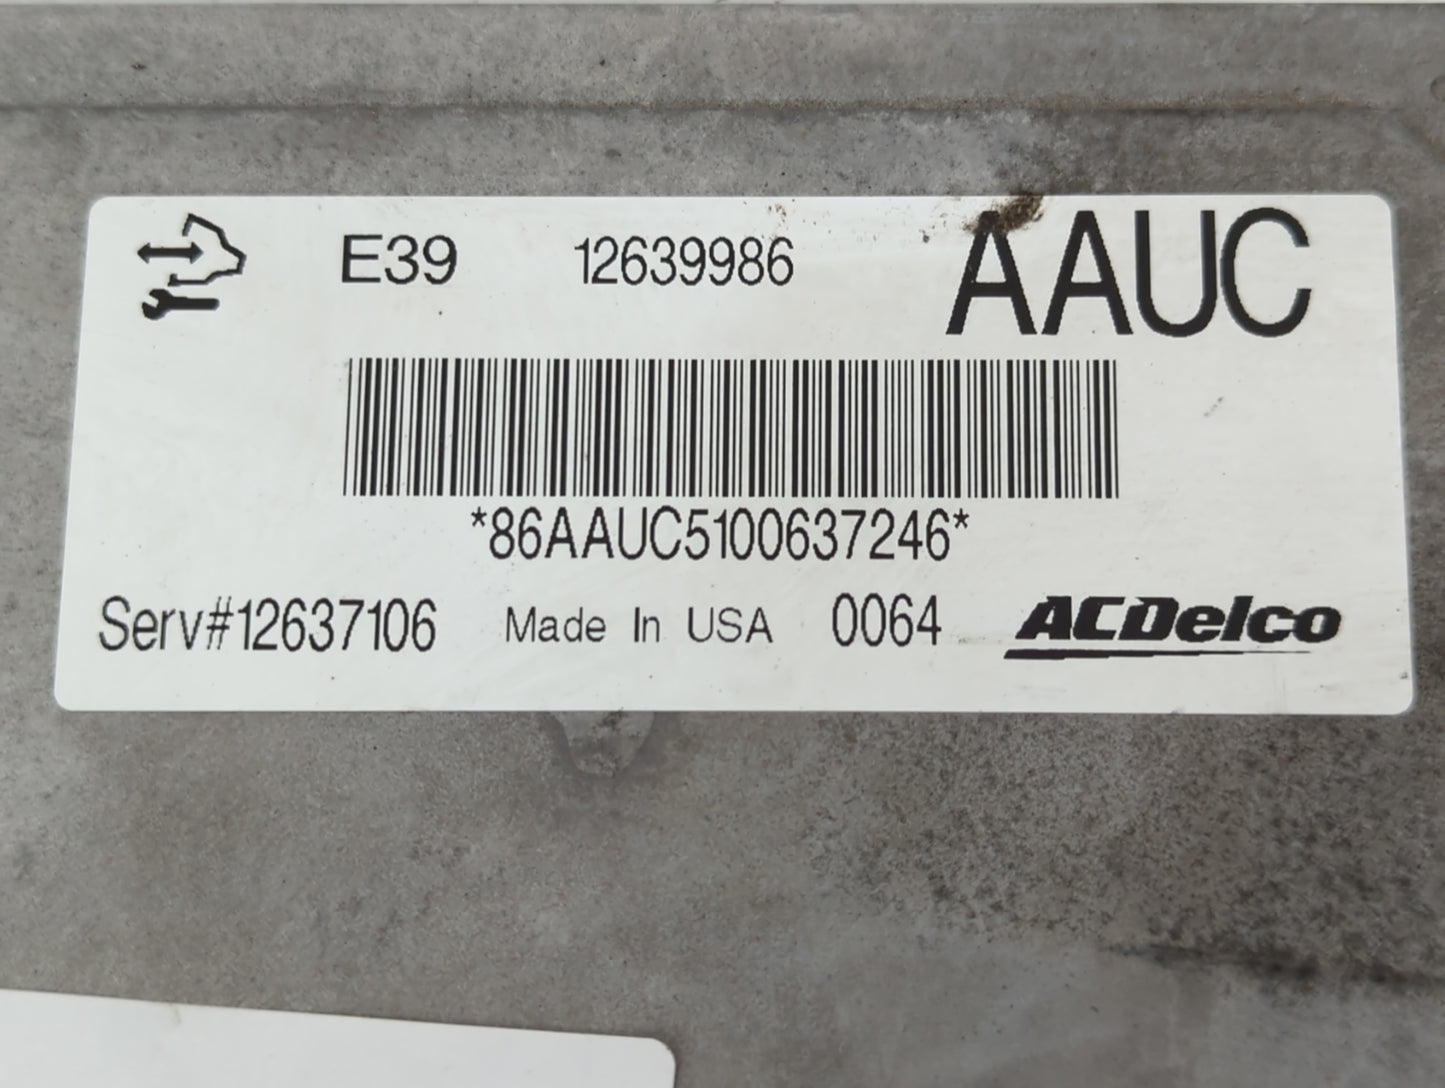 E39 12639986 AAUC
*86AAUC5100637246*
Serv#12637106 Made In USA 0064 ACDelco